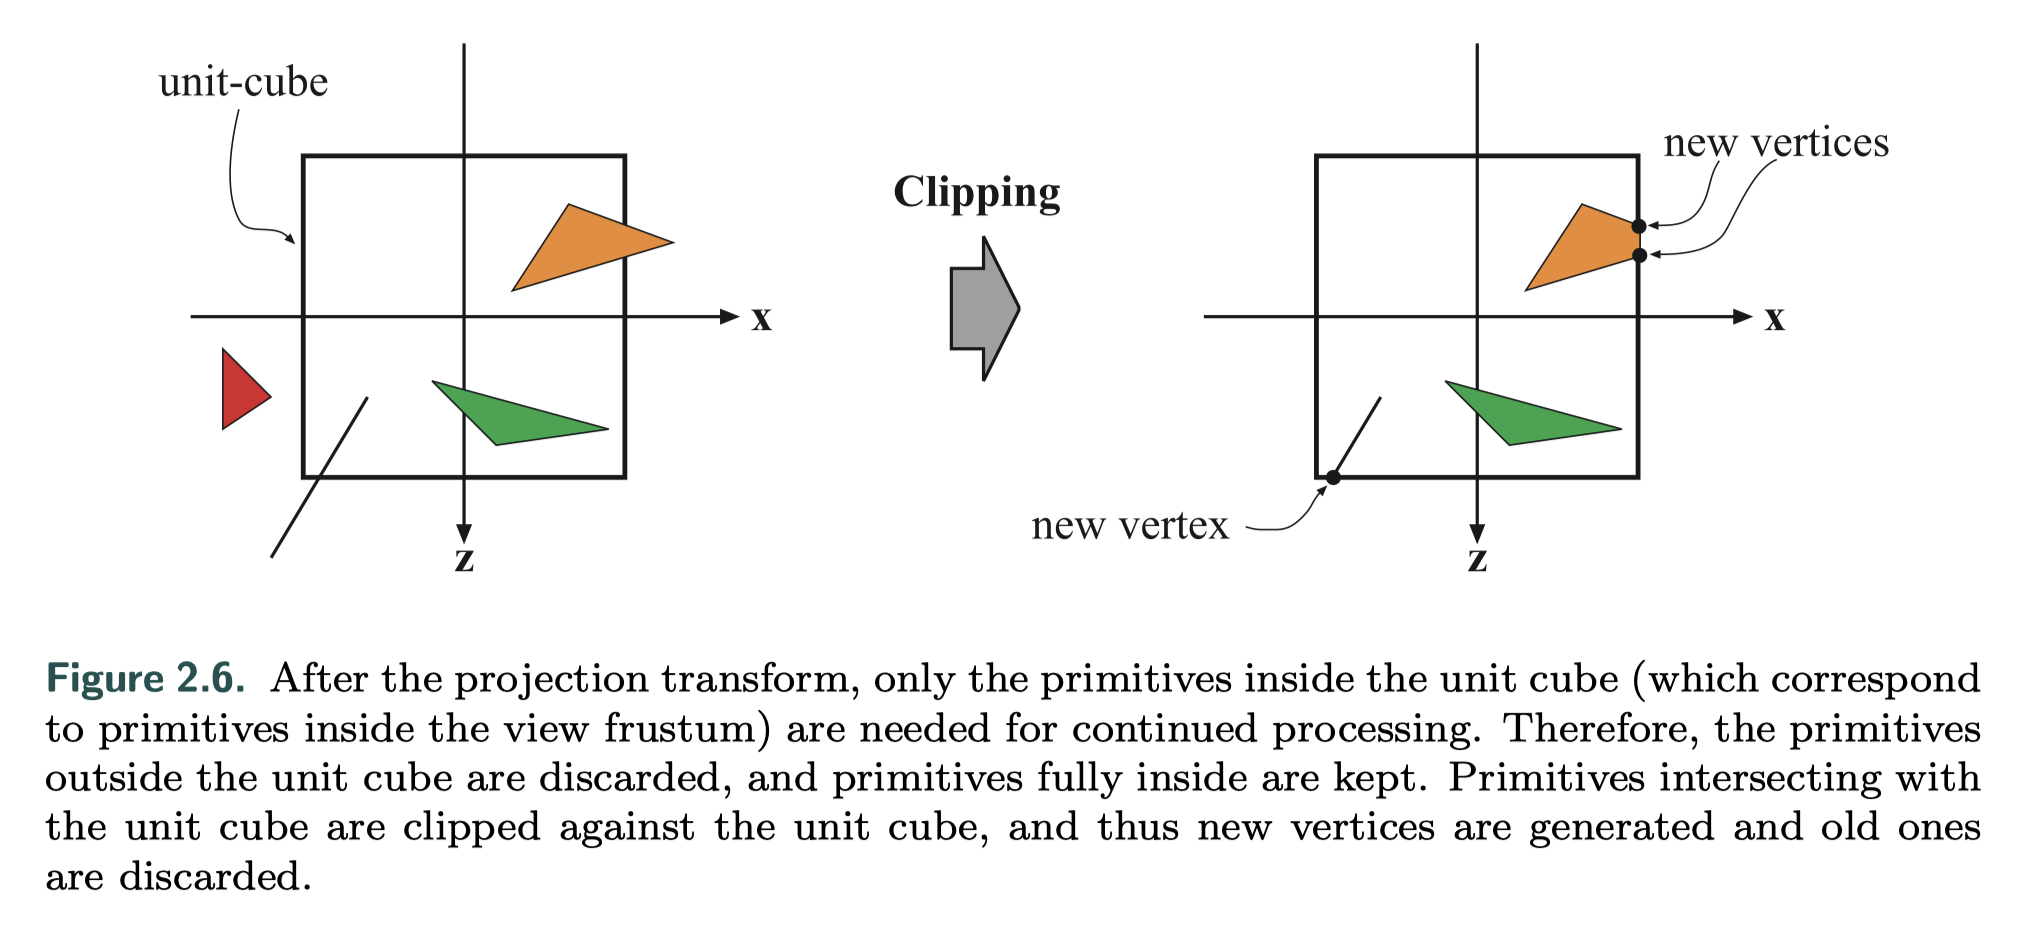 unit-cube
x
z
Clipping
new vertices
x
new vertex
z
Figure 2.6. After the projection transform, only the primitives inside the unit cube (which correspond
to primitives inside the view frustum) are needed for continued processing. Therefore, the primitives
outside the unit cube are discarded, and primitives fully inside are kept. Primitives intersecting with
the unit cube are clipped against the unit cube, and thus new vertices are generated and old ones
are discarded.